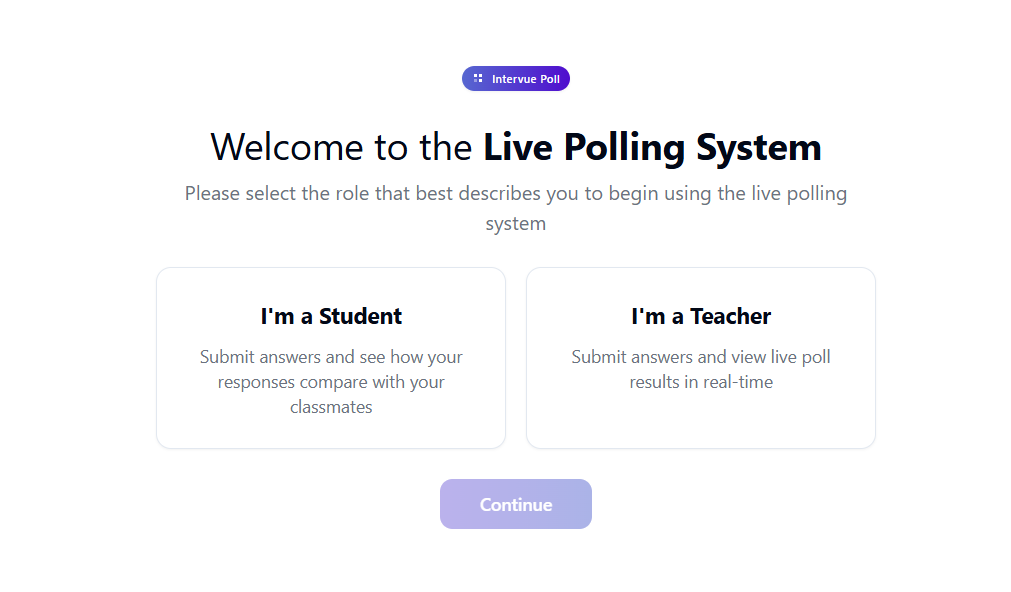 Intervue Poll
Welcome to the Live Polling System
Please select the role that best describes you to begin using the live polling
system
I'm a Student
Submit answers and see how your
responses compare with your
classmates
I'm a Teacher
Submit answers and view live poll
results in real-time
Continue